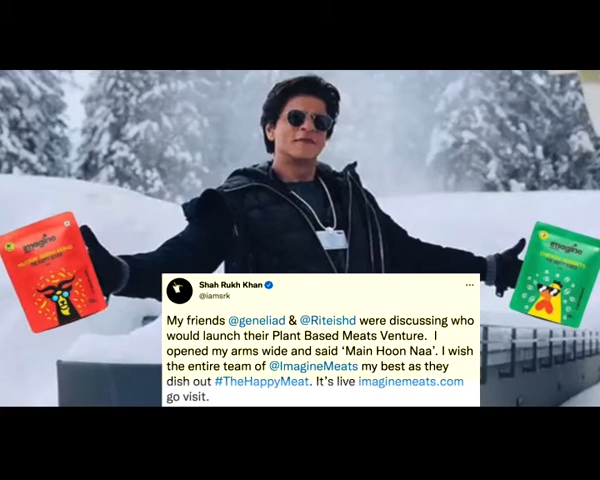 imagine
imagine
Shah Rukh Khan
@iamsrk
My friends @geneliad & @Riteishd were discussing who
would launch their Plant Based Meats Venture. I
opened my arms wide and said ‘Main Hoon Naa’. I wish
the entire team of @ImagineMeats my best as they
dish out #TheHappyMeat. It’s live imaginemeats.com
go visit.